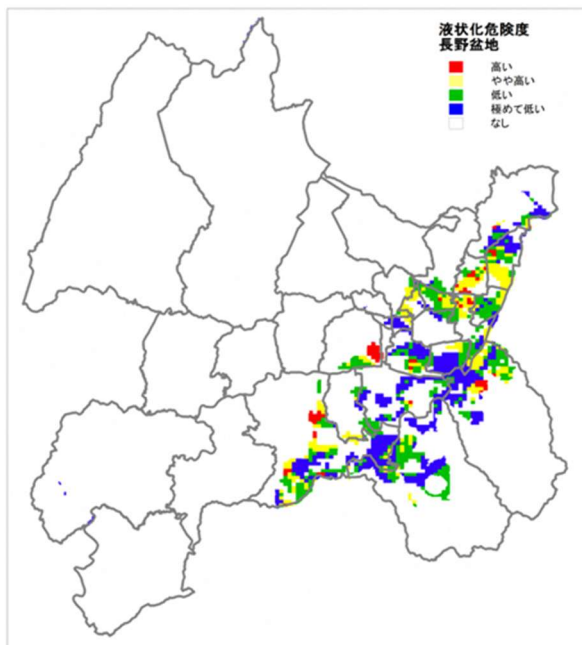 液状化危険度
長野盆地
高い
やや高い
低い
極めて低い
なし